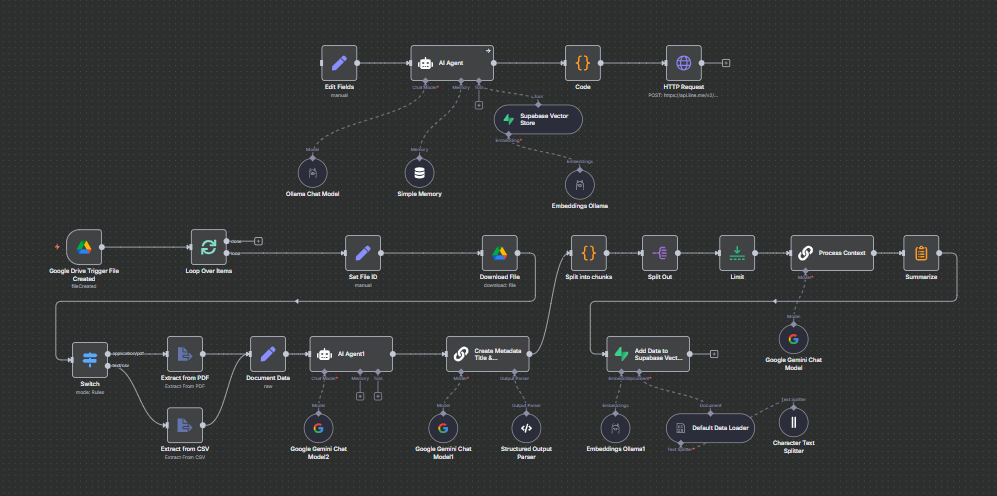 Edit Fields
manual
AI Agent
Chat Model*
Memory
Tool
Code
HTTP Request
POST: https://api.line.me/v2/...
Supabase Vector
Store
Embedding*
Model
Ollama Chat Model
Memory
Simple Memory
Embeddings
Embeddings Ollama
Google Drive Trigger File
Created
fileCreated
Loop Over Items
done
loop
Set File ID
manual
Download File
download: file
Split into chunks
Split Out
Limit
Process Context
Model*
Summarize
Model
Google Gemini Chat
Model
Switch
mode: Rules
application/pdf
text/csv
Extract from PDF
Extract From PDF
Extract from CSV
Extract From CSV
Document Data
raw
AI Agent1
Chat Model*
Memory
Tool
Model
Google Gemini Chat
Model2
Create Metadata
Title &...
Model*
Output Parser
Model
Google Gemini Chat
Model1
Output Parser
Structured Output
Parser
Add Data to
Supabase Vect...
Embeddings
Embeddings Ollama1
Document
Default Data Loader
Text Splitter*
Text Splitter
Character Text
Splitter